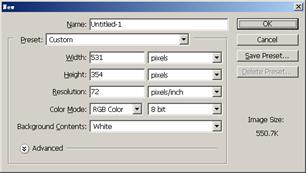 New
Name: Untitled-1
OK
Preset: Custom
Cancel
Width: 531 pixels
Save Preset...
Height: 354 pixels
Delete Preset...
Resolution: 72 pixels/inch
Color Mode: RGB Color 8 bit
Background Contents: White
Image Size:
550.7K
Advanced